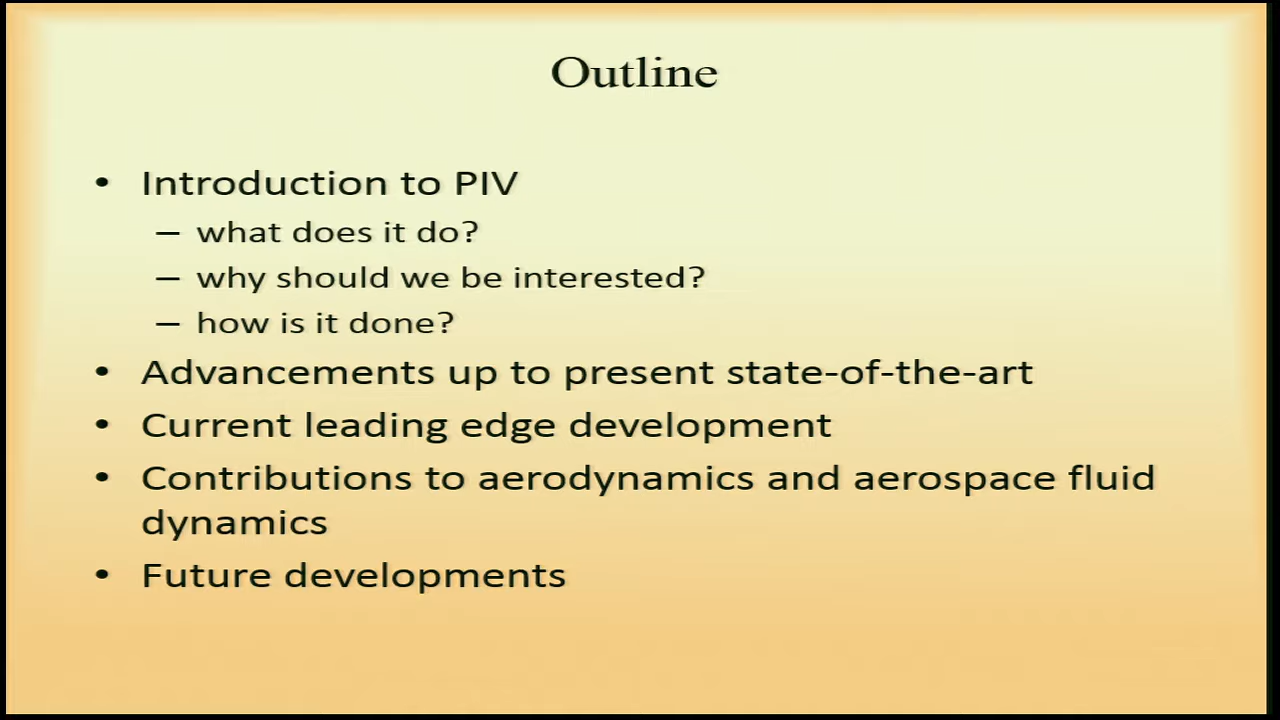 Outline
• Introduction to PIV
– what does it do?
– why should we be interested?
– how is it done?
• Advancements up to present state-of-the-art
• Current leading edge development
• Contributions to aerodynamics and aerospace fluid
dynamics
• Future developments